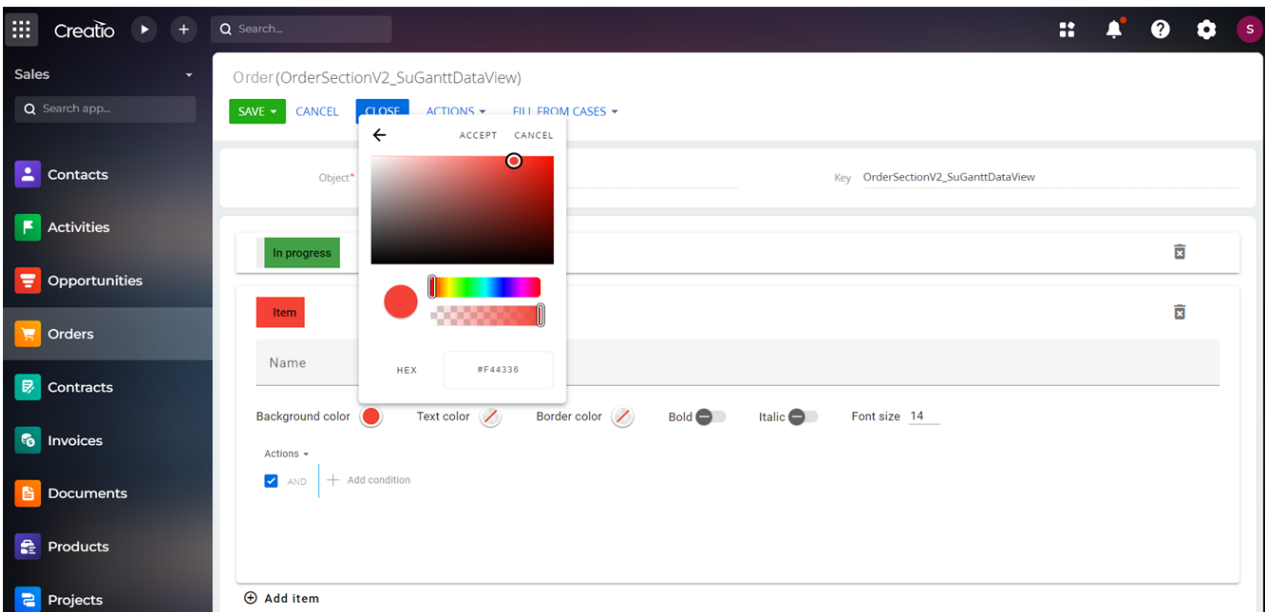 Creatio
Search...
S
Sales
Search app...
Contacts
Activities
Opportunities
Orders
Contracts
Invoices
Documents
Products
Projects
Order(OrderSectionV2_SuGanttDataView)
SAVE CANCEL CLOSE ACTIONS FILL FROM CASES
ACCEPT CANCEL
Object* Key OrderSectionV2_SuGanttDataView
In progress
Item
Name
HEX #F44336
Background color Text color Border color Bold Italic Font size 14
Actions
AND Add condition
Add item